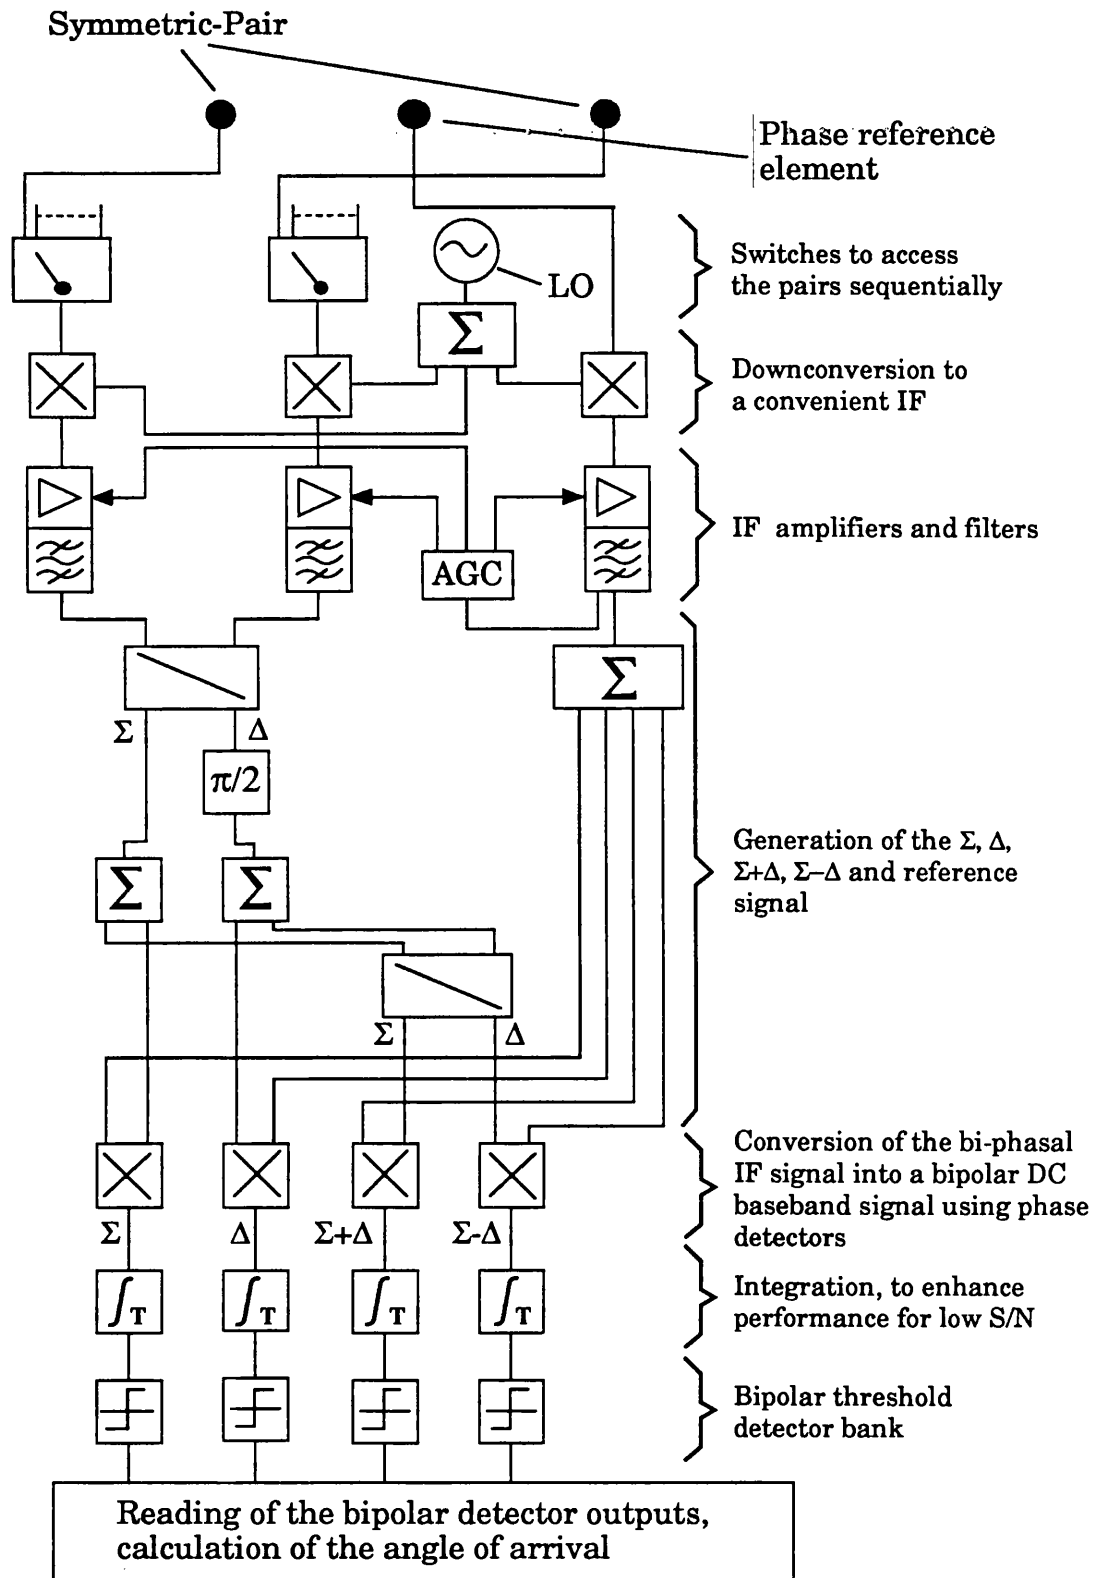 Symmetric-Pair
Phase reference
element
Switches to access
the pairs sequentially
LO
Σ
Downconversion to
a convenient IF
IF amplifiers and filters
AGC
Σ
Σ Δ
π/2
Generation of the Σ, Δ,
Σ+Δ, Σ–Δ and reference
signal
Σ Σ
Σ Δ
Conversion of the bi-phasal
IF signal into a bipolar DC
baseband signal using phase
detectors
Σ Δ Σ+Δ Σ-Δ
Integration, to enhance
performance for low S/N
∫T ∫T ∫T ∫T
Bipolar threshold
detector bank
Reading of the bipolar detector outputs,
calculation of the angle of arrival